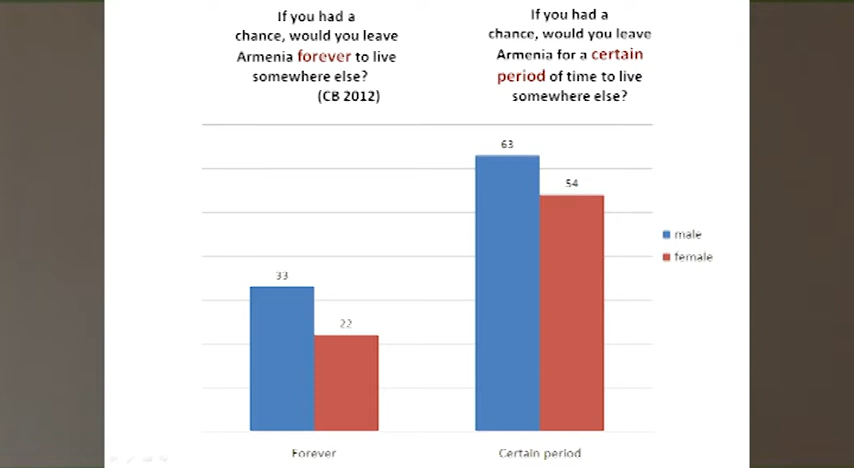 If you had a
chance, would you leave
Armenia forever to live
somewhere else?
(CB 2012)
If you had a
chance, would you leave
Armenia for a certain
period of time to live
somewhere else?
63
54
33
22
male
female
Forever
Certain period